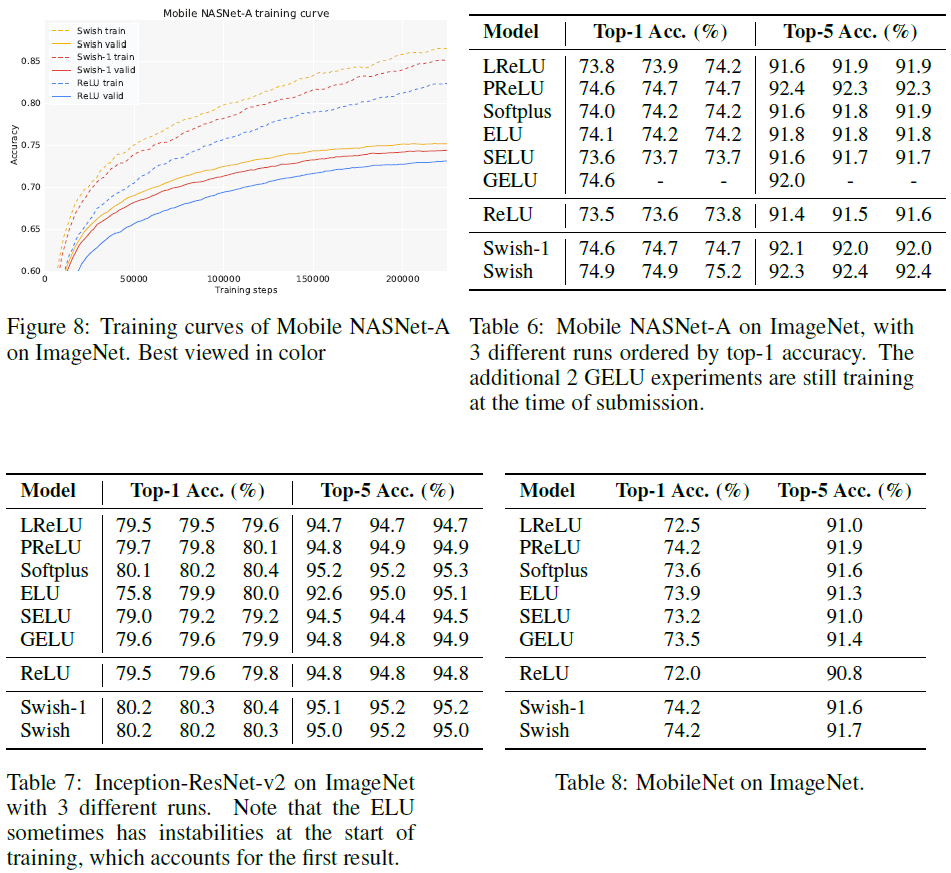 Mobile NASNet-A training curve
Swish train
Swish valid
Swish-1 train
Swish-1 valid
ReLU train
ReLU valid
Accuracy
0.85
0.80
0.75
0.70
0.65
0.60
0 50000 100000 150000 200000
Training steps
Figure 8: Training curves of Mobile NASNet-A
on ImageNet. Best viewed in color
Model Top-1 Acc. (%) Top-5 Acc. (%)
LReLU 73.8 73.9 74.2 91.6 91.9 91.9
PReLU 74.6 74.7 74.7 92.4 92.3 92.3
Softplus 74.0 74.2 74.2 91.6 91.8 91.9
ELU 74.1 74.2 74.2 91.8 91.8 91.8
SELU 73.6 73.7 73.7 91.6 91.7 91.7
GELU 74.6 - - 92.0 - -
ReLU 73.5 73.6 73.8 91.4 91.5 91.6
Swish-1 74.6 74.7 74.7 92.1 92.0 92.0
Swish 74.9 74.9 75.2 92.3 92.4 92.4
Table 6: Mobile NASNet-A on ImageNet, with
3 different runs ordered by top-1 accuracy. The
additional 2 GELU experiments are still training
at the time of submission.
Model Top-1 Acc. (%) Top-5 Acc. (%)
LReLU 79.5 79.5 79.6 94.7 94.7 94.7
PReLU 79.7 79.8 80.1 94.8 94.9 94.9
Softplus 80.1 80.2 80.4 95.2 95.2 95.3
ELU 75.8 79.9 80.0 92.6 95.0 95.1
SELU 79.0 79.2 79.2 94.5 94.4 94.5
GELU 79.6 79.6 79.9 94.8 94.8 94.9
ReLU 79.5 79.6 79.8 94.8 94.8 94.8
Swish-1 80.2 80.3 80.4 95.1 95.2 95.2
Swish 80.2 80.2 80.3 95.0 95.2 95.0
Table 7: Inception-ResNet-v2 on ImageNet
with 3 different runs. Note that the ELU
sometimes has instabilities at the start of
training, which accounts for the first result.
Model Top-1 Acc. (%) Top-5 Acc. (%)
LReLU 72.5 91.0
PReLU 74.2 91.9
Softplus 73.6 91.6
ELU 73.9 91.3
SELU 73.2 91.0
GELU 73.5 91.4
ReLU 72.0 90.8
Swish-1 74.2 91.6
Swish 74.2 91.7
Table 8: MobileNet on ImageNet.